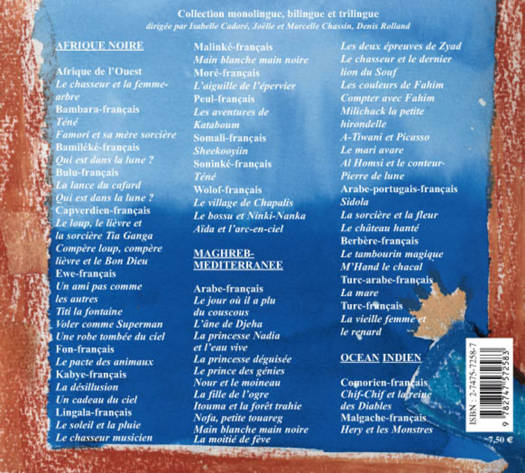 Collection monolingue, bilingue et trilingue
dirigée par Isabelle Cadoré, Joëlle et Marcelle Chassin, Denis Rolland
AFRIQUE NOIRE
Afrique de l'Ouest
Le chasseur et la femme-
arbre
Bambara-français
Téné
Famori et sa mère sorcière
Bamiléké-français
Qui est dans la lune ?
Bulu-français
La lance du cafard
Qui est dans la lune ?
Capverdien-français
Le loup, le lièvre et
la sorcière Tia Ganga
Compère loup, compère
lièvre et le Bon Dieu
Ewe-français
Un ami pas comme
les autres
Titi la fontaine
Voler comme Superman
Une robe tombée du ciel
Fon-français
Le pacte des animaux
Kabye-français
La désillusion
Un cadeau du ciel
Lingala-français
Le soleil et la pluie
Le chasseur musicien
Malinké-français
Main blanche main noire
Moré-français
L'aiguille de l'épervier
Peul-français
Les aventures de
Kataboum
Somali-français
Sheekooyiin
Soninké-français
Téné
Wolof-français
Le village de Chapalis
Le bossu et Ninki-Nanka
Aïda et l'arc-en-ciel
MAGHREB-
MEDITERRANEE
Arabe-français
Le jour où il a plu
du couscous
L'âne de Djeha
La princesse Nadia
et l'eau vive
La princesse déguisée
Le prince des génies
Nour et le moineau
La fille de l'ogre
Itouma et la forêt trahie
Nofa, petite touareg
Main blanche main noire
La moitié de fève
Les deux épreuves de Zyad
Le chasseur et le dernier
lion du Souf
Les couleurs de Fahim
Compter avec Fahim
Milichack la petite
hirondelle
A-Tiwani et Picasso
Le mari avare
Al Homsi et le conteur-
Pierre de lune
Arabe-portugais-français
Sidola
La sorcière et la fleur
Le château hanté
Berbère-français
Le tambourin magique
M'Hand le chacal
Turc-arabe-français
La mare
Turc-français
La vieille femme et
le renard
OCEAN INDIEN
Comorien-français
Chif-Chif et la reine
des Diables
Malgache-français
Hery et les Monstres
ISBN : 2-7475-7258-7
9 782747 572583
7,50 €